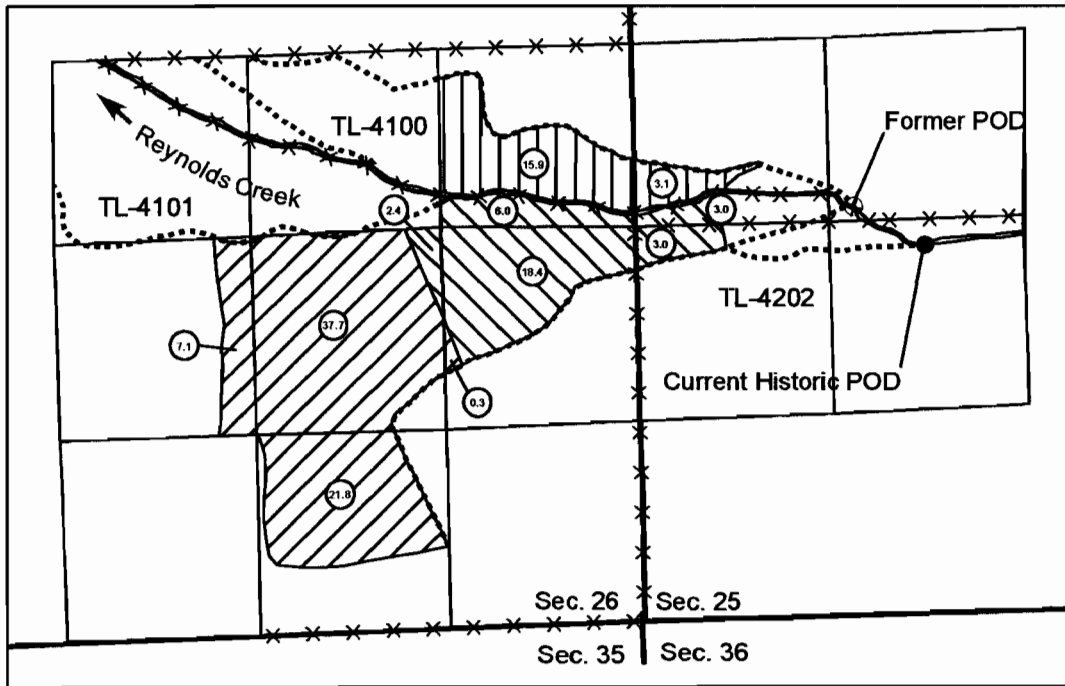 Former POD
TL-4100
15.9
3.1
Reynolds Creek
TL-4101
2.4
6.0
3.0
3.0
18.4
TL-4202
37.7
7.1
Current Historic POD
0.3
21.8
Sec. 26
Sec. 25
Sec. 35
Sec. 36